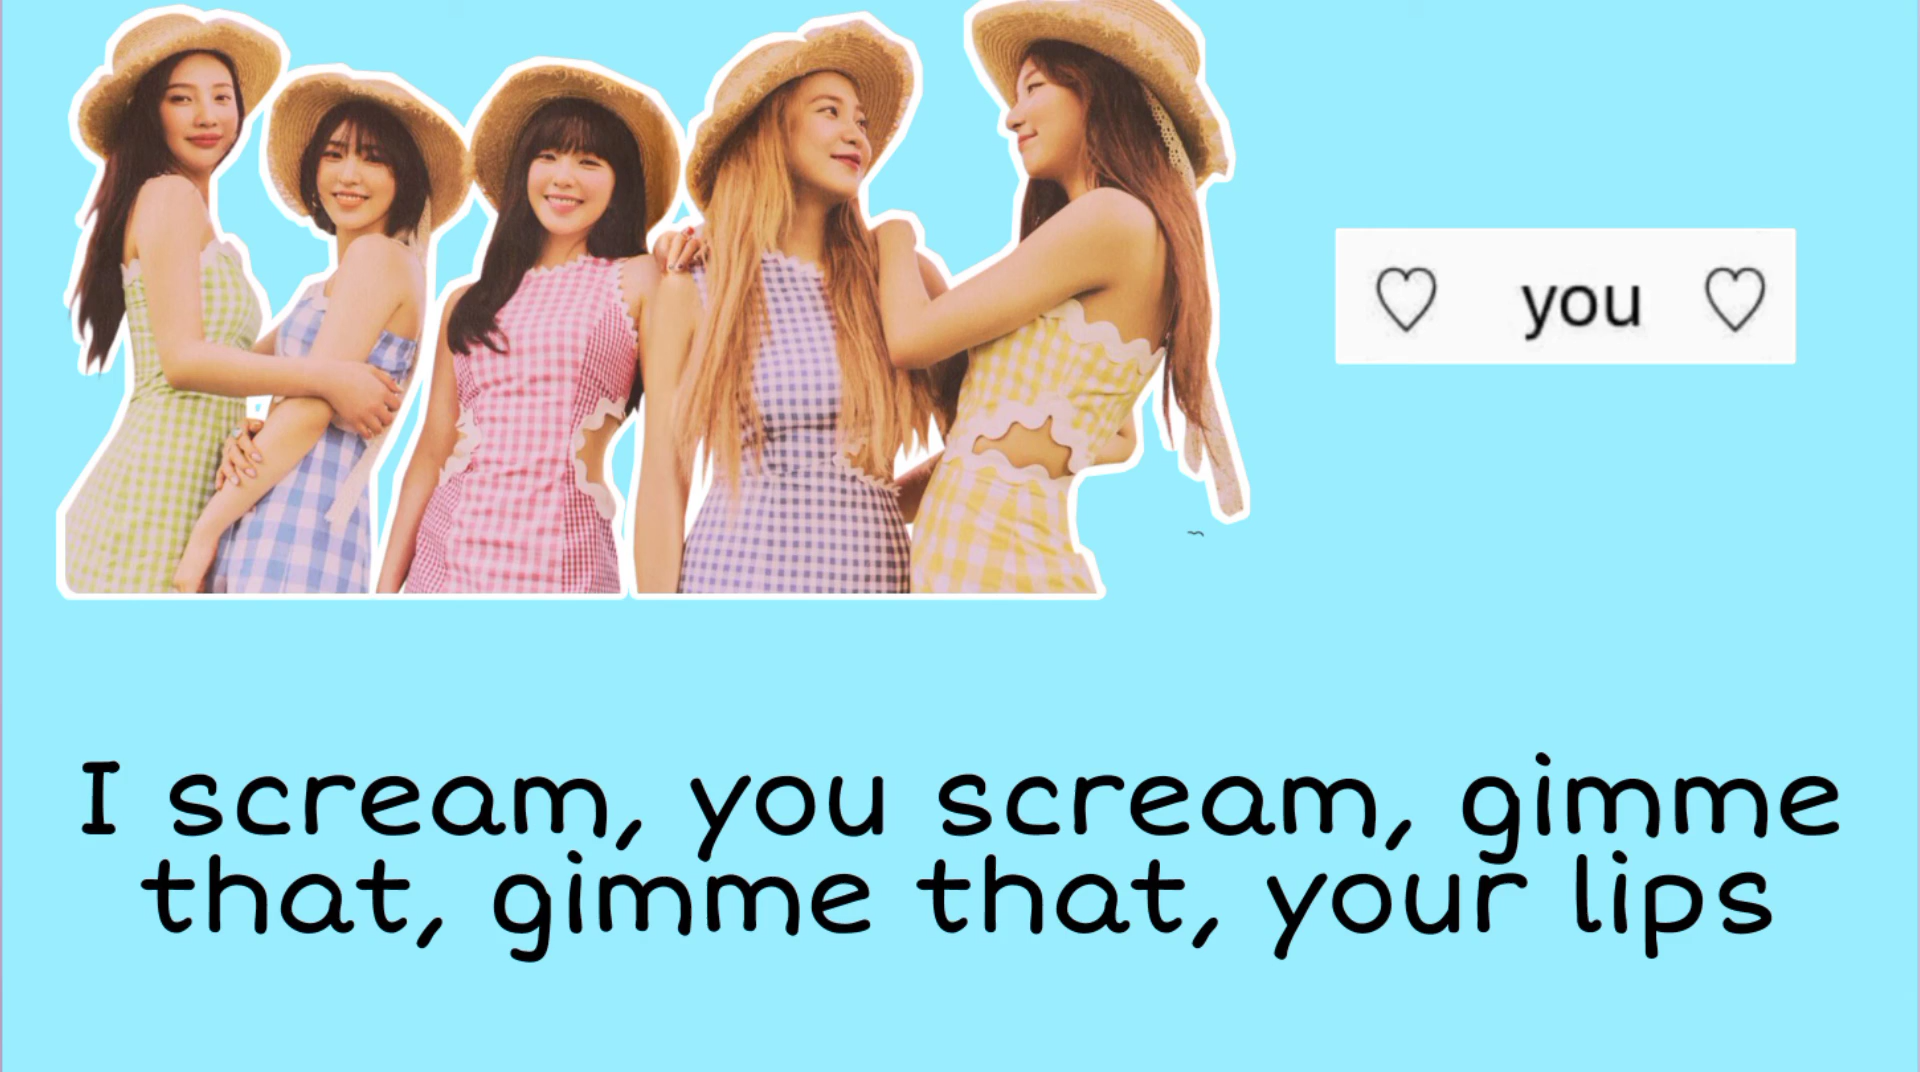 ♡ you ♡
I scream, you scream, gimme
that, gimme that, your lips